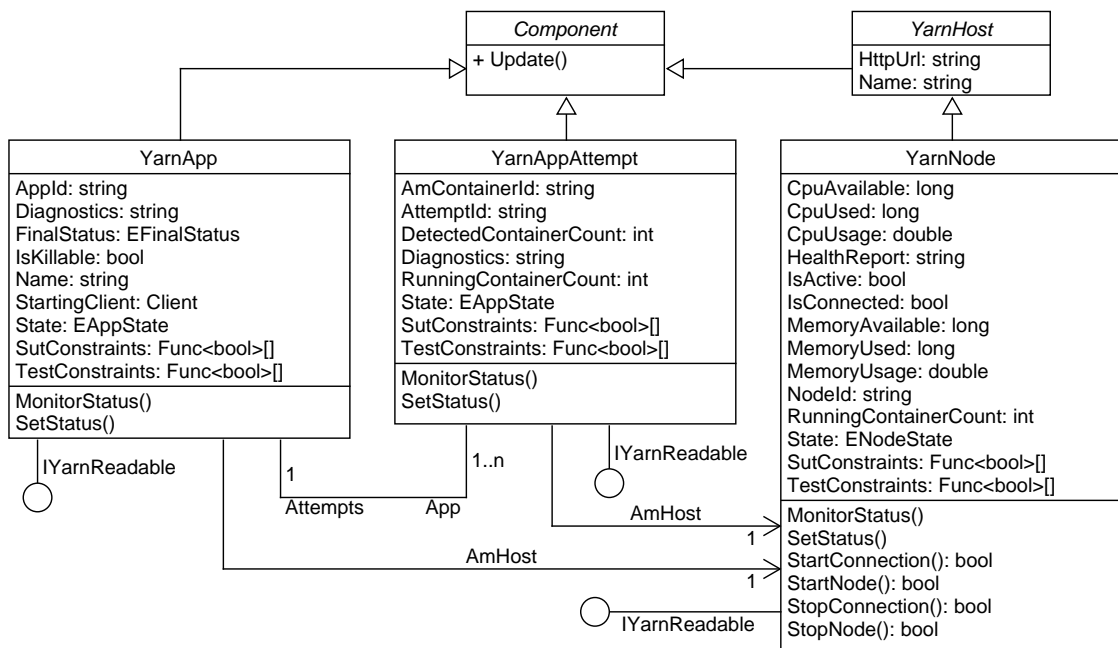 Component
+ Update()
YarnHost
HttpUrl: string
Name: string
YarnApp
AppId: string
Diagnostics: string
FinalStatus: EFinalStatus
IsKillable: bool
Name: string
StartingClient: Client
State: EAppState
SutConstraints: Func<bool>[]
TestConstraints: Func<bool>[]
MonitorStatus()
SetStatus()
IYarnReadable
YarnAppAttempt
AmContainerId: string
AttemptId: string
DetectedContainerCount: int
Diagnostics: string
RunningContainerCount: int
State: EAppState
SutConstraints: Func<bool>[]
TestConstraints: Func<bool>[]
MonitorStatus()
SetStatus()
IYarnReadable
1
1..n
Attempts
App
AmHost
1
AmHost
1
YarnNode
CpuAvailable: long
CpuUsed: long
CpuUsage: double
HealthReport: string
IsActive: bool
IsConnected: bool
MemoryAvailable: long
MemoryUsed: long
MemoryUsage: double
NodeId: string
RunningContainerCount: int
State: ENodeState
SutConstraints: Func<bool>[]
TestConstraints: Func<bool>[]
MonitorStatus()
SetStatus()
StartConnection(): bool
StartNode(): bool
StopConnection(): bool
StopNode(): bool
IYarnReadable